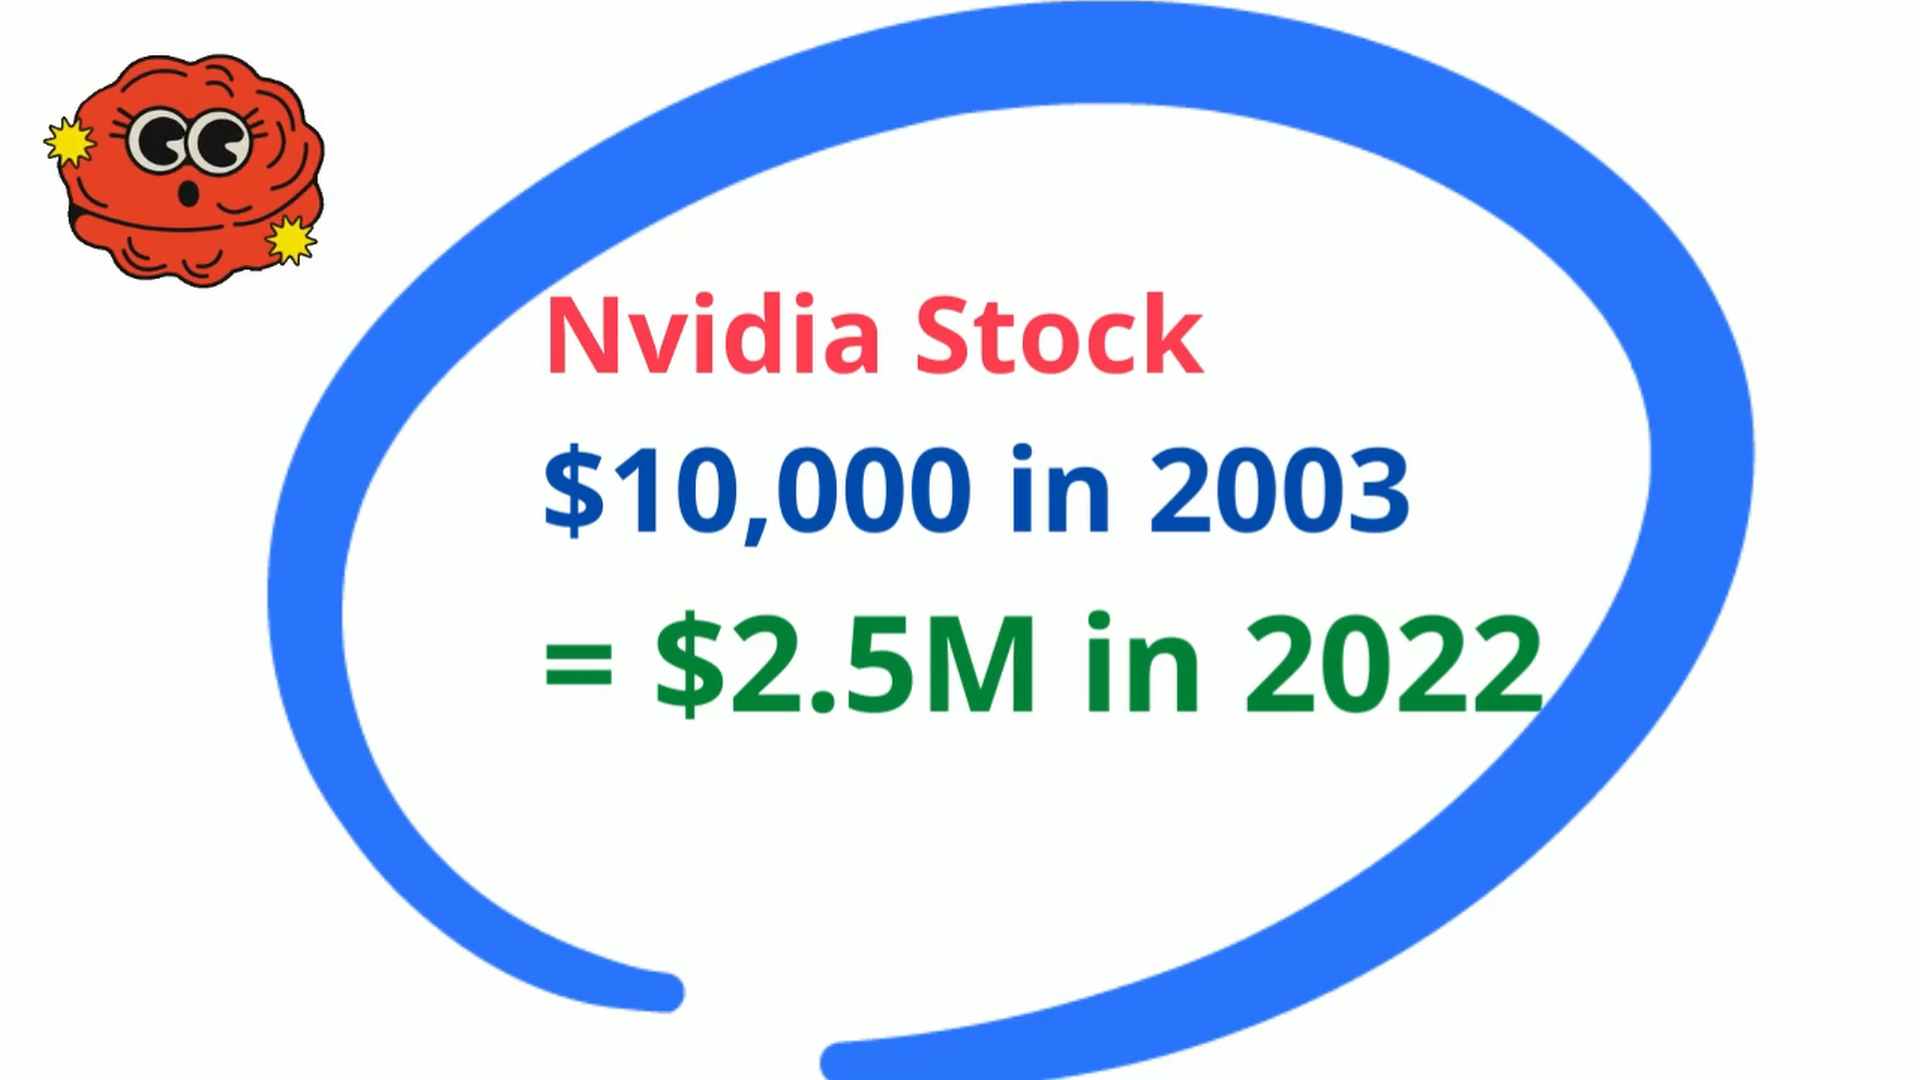 Nvidia Stock
$10,000 in 2003
= $2.5M in 2022